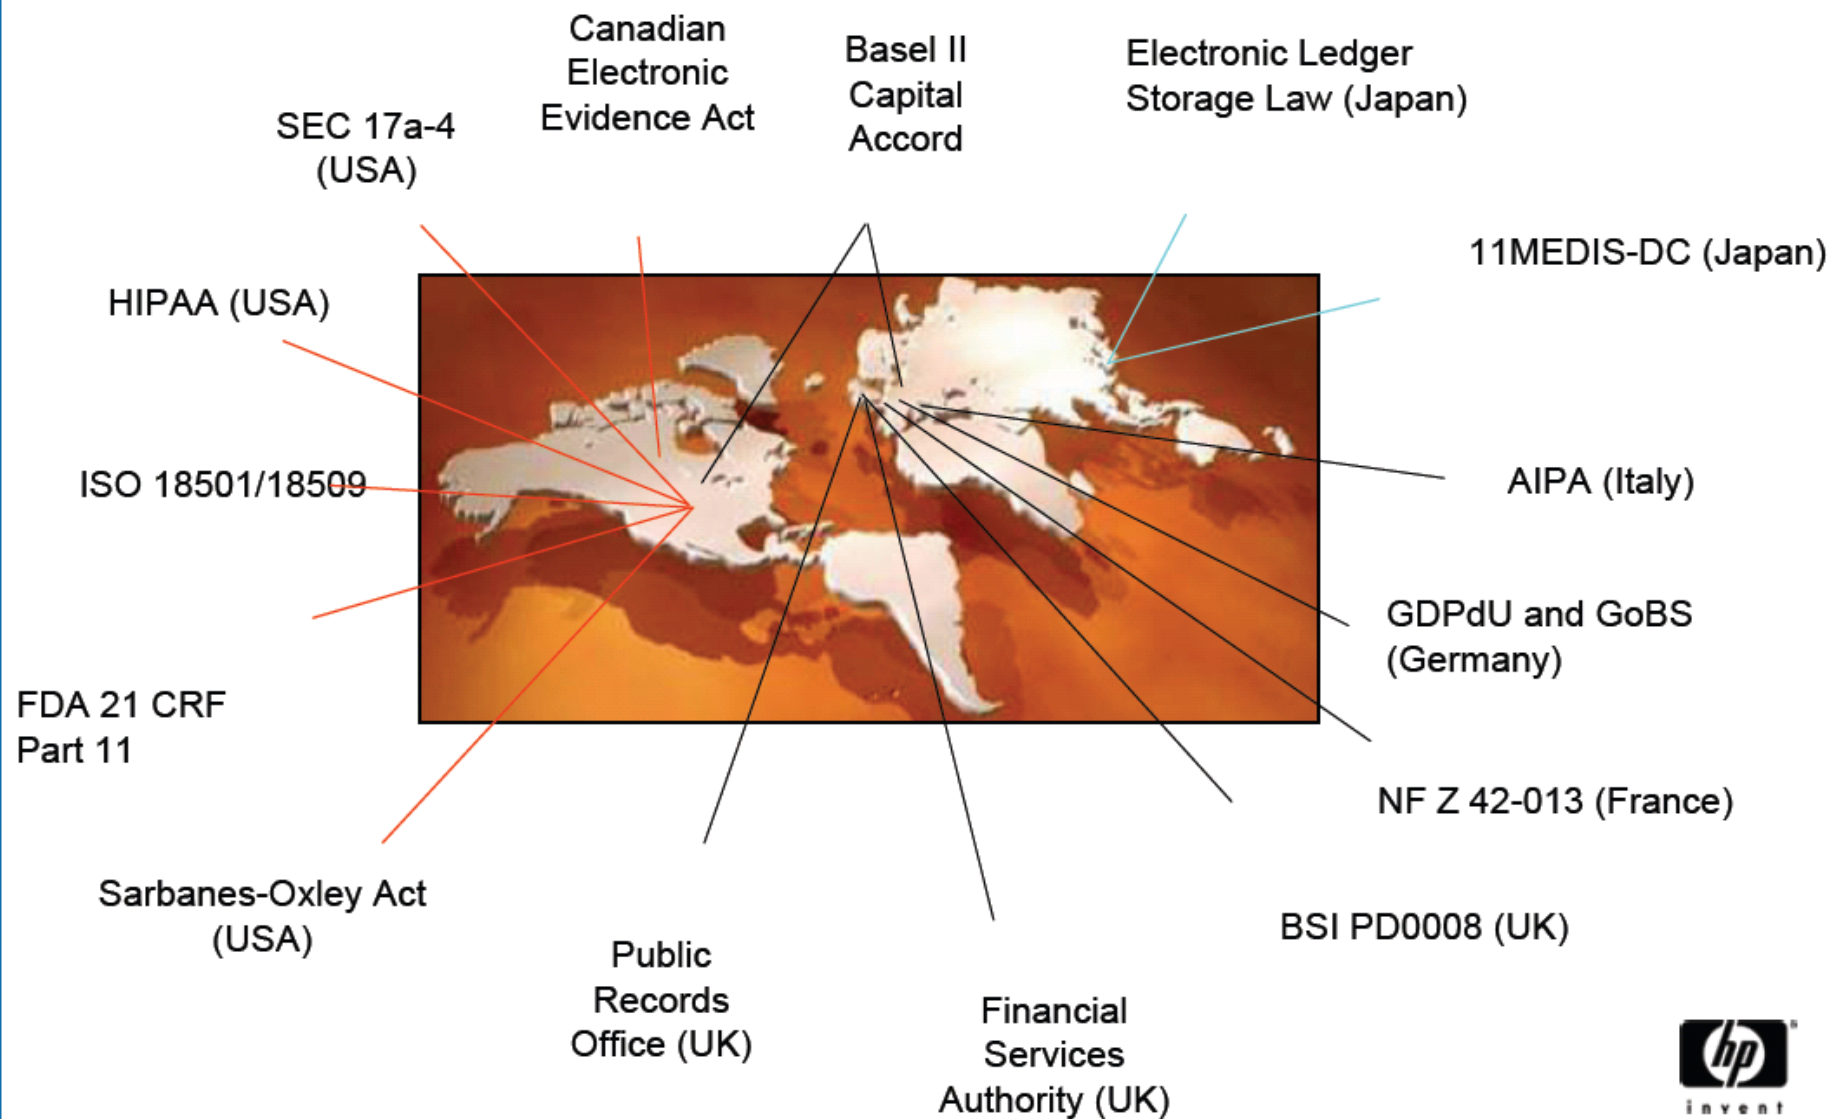 Canadian
Electronic
Evidence Act
Basel II
Capital
Accord
Electronic Ledger
Storage Law (Japan)
SEC 17a-4
(USA)
11MEDIS-DC (Japan)
HIPAA (USA)
ISO 18501/18509
AIPA (Italy)
GDPdU and GoBS
(Germany)
FDA 21 CRF
Part 11
NF Z 42-013 (France)
Sarbanes-Oxley Act
(USA)
BSI PD0008 (UK)
Public
Records
Office (UK)
Financial
Services
Authority (UK)
hp
invent